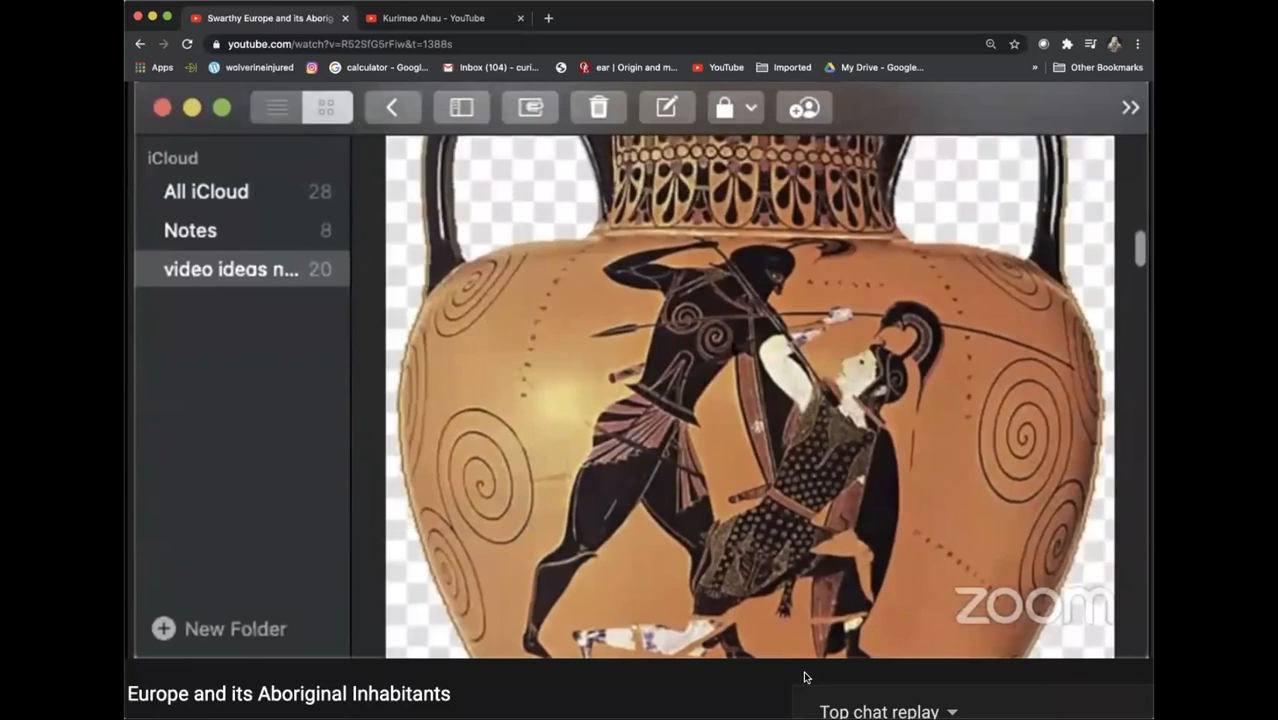 Swarthy Europe and its Aborig
Kurimeo Ahau - YouTube
youtube.com/watch?v=R52SfG5rFiw&t=1388s
Apps
wolverineinjured
calculator - Googl...
Inbox (104) - curi...
ear | Origin and m...
YouTube
Imported
My Drive - Google...
Other Bookmarks
iCloud
All iCloud 28
Notes 8
video ideas n... 20
New Folder
zoom
Europe and its Aboriginal Inhabitants
Top chat replay